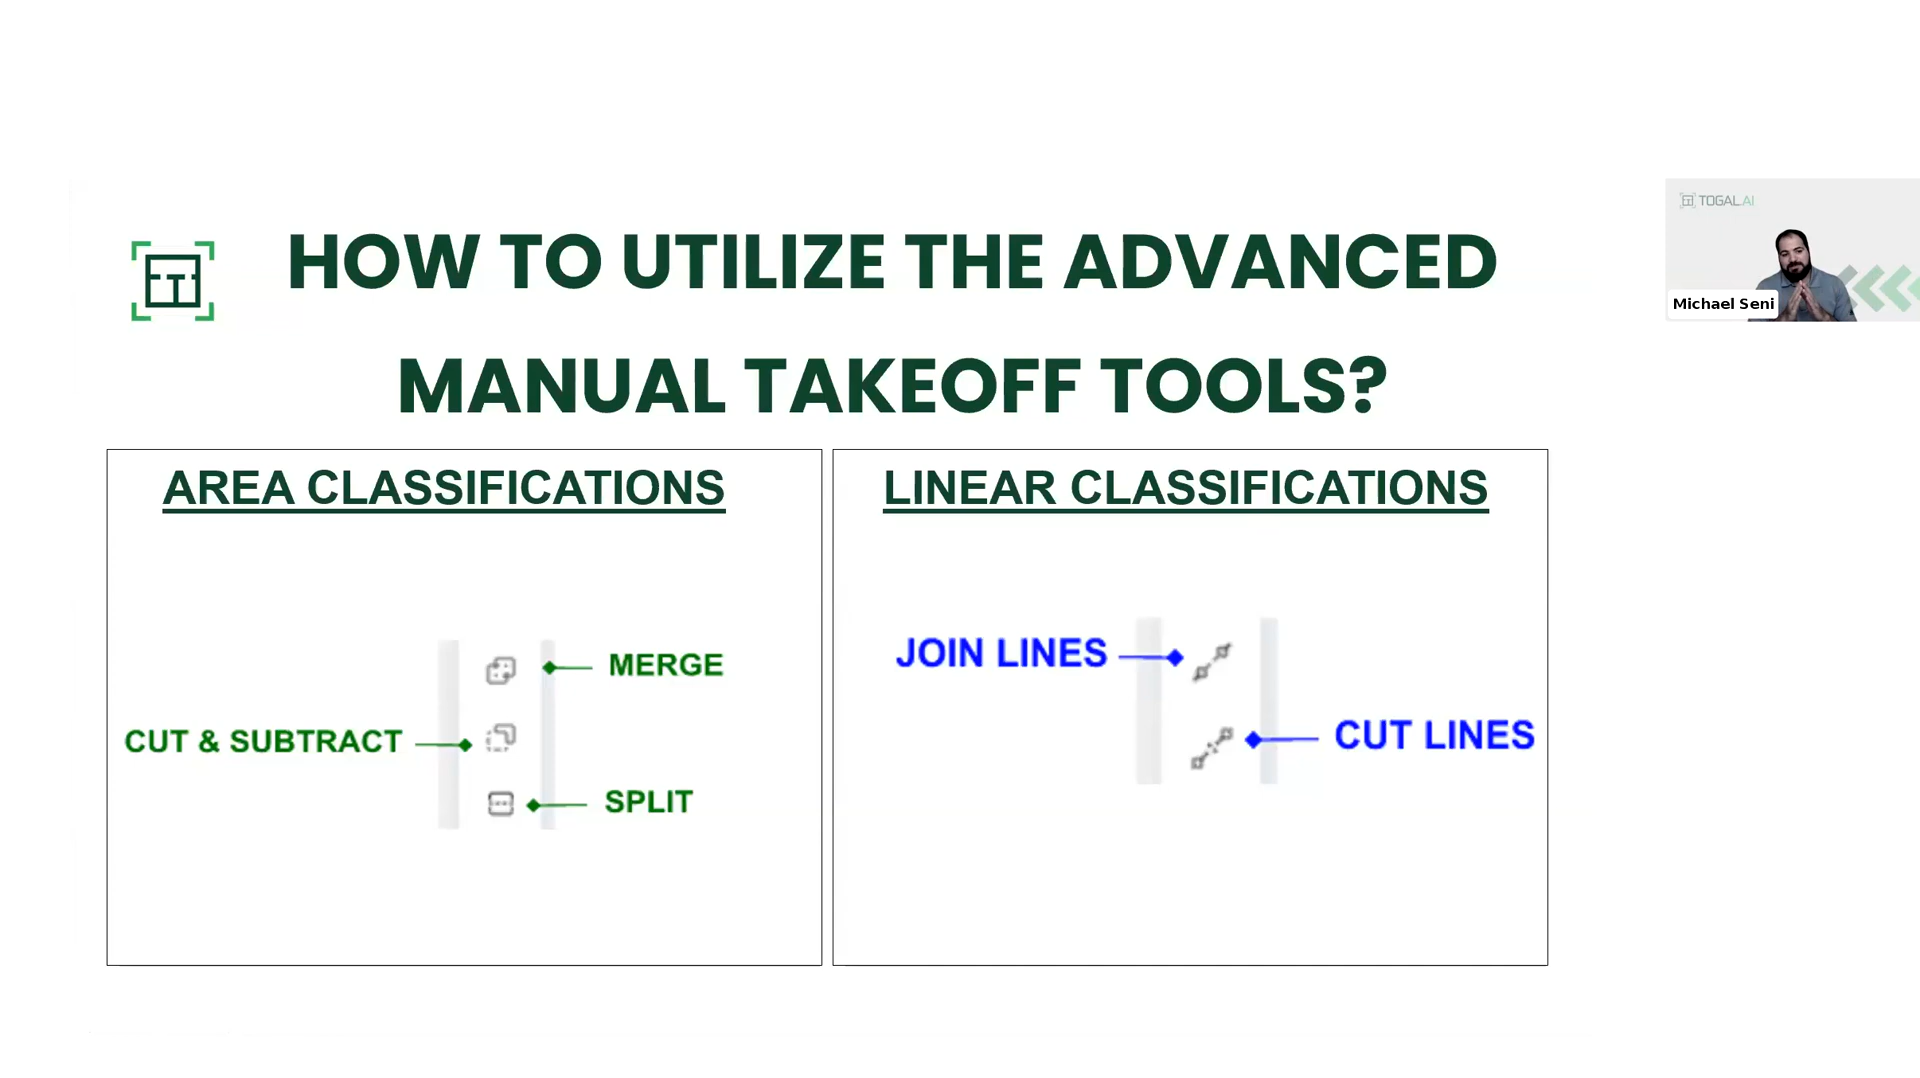 HOW TO UTILIZE THE ADVANCED
MANUAL TAKEOFF TOOLS?
TOGAL.AI
Michael Seni
AREA CLASSIFICATIONS
MERGE
CUT & SUBTRACT
SPLIT
LINEAR CLASSIFICATIONS
JOIN LINES
CUT LINES